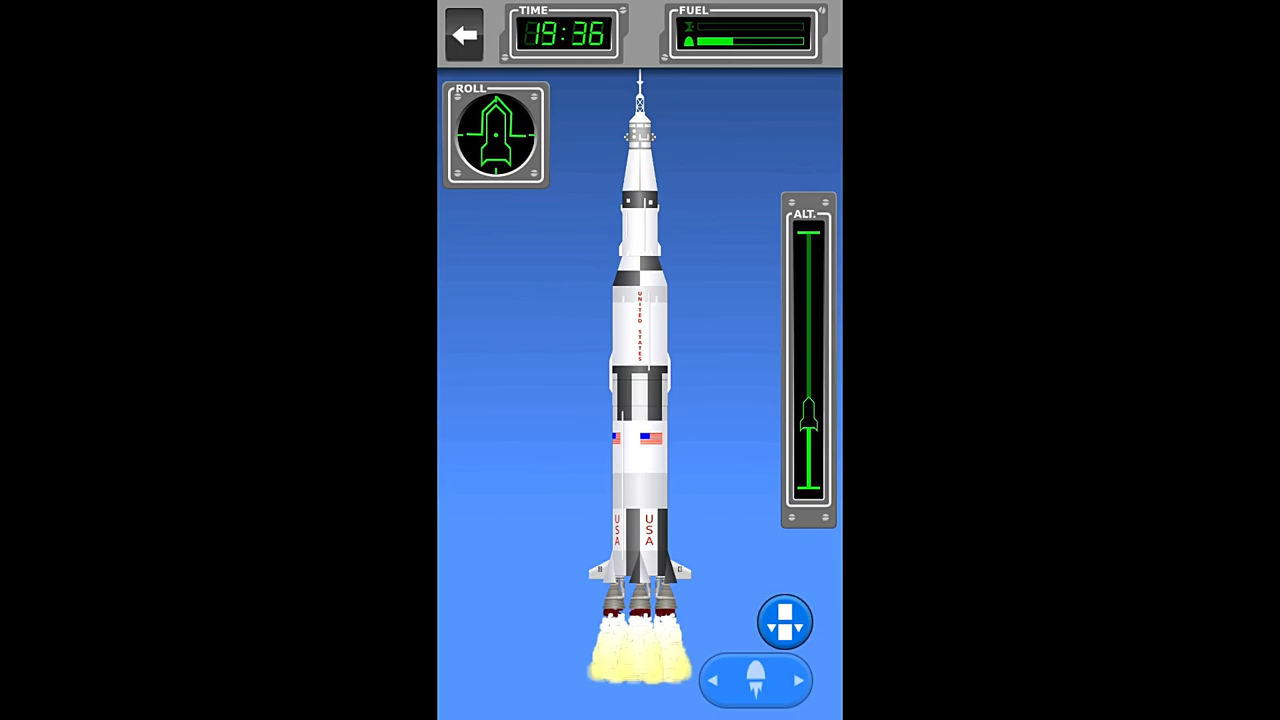 TIME
19:36
FUEL
ROLL
ALT.
UNITED STATES
USA
USA